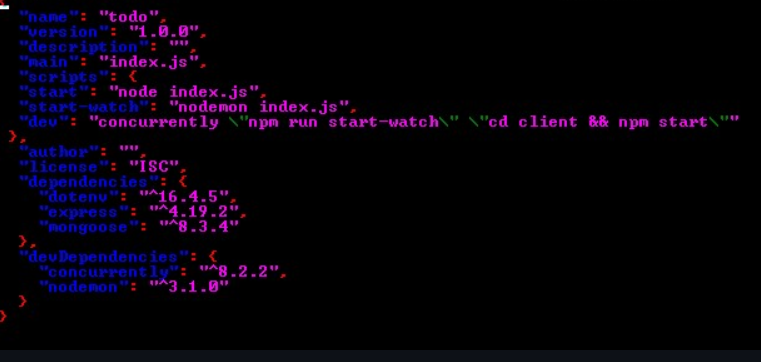 {
"name": "todo",
"version": "1.0.0",
"description": "",
"main": "index.js",
"scripts": {
"start": "node index.js",
"start-watch": "nodemon index.js",
"dev": "concurrently \"npm run start-watch\" \"cd client && npm start\""
},
"author": "",
"license": "ISC",
"dependencies": {
"dotenv": "^16.4.5",
"express": "^4.19.2",
"mongoose": "^8.3.4"
},
"devDependencies": {
"concurrently": "^8.2.2",
"nodemon": "^3.1.0"
}
}